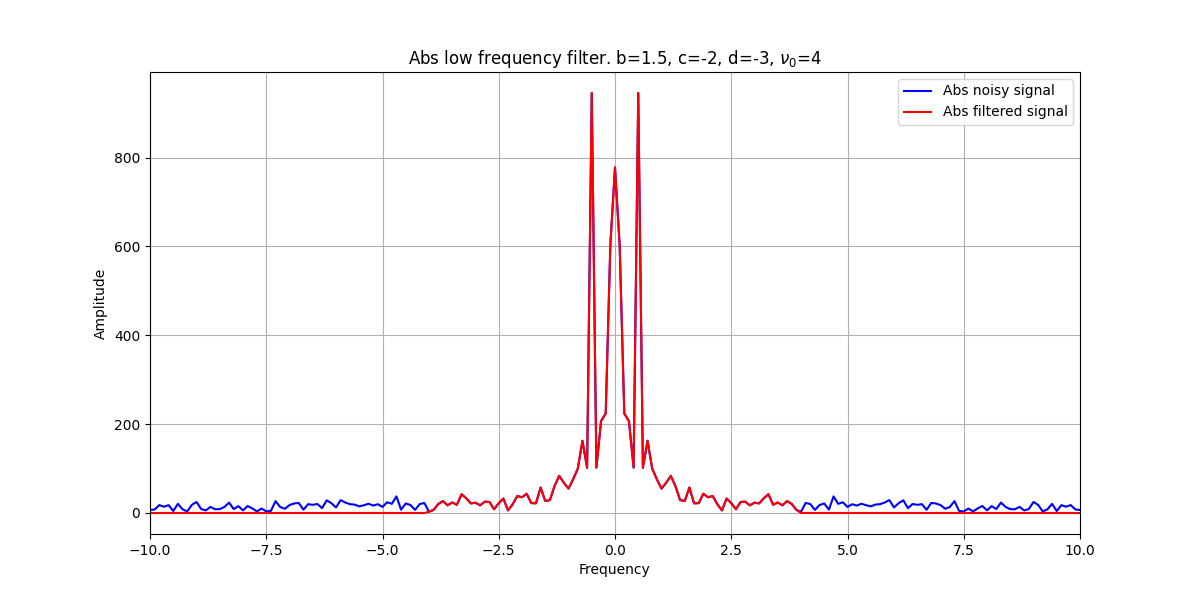 Abs low frequency filter. b=1.5, c=-2, d=-3, ν₀=4
Abs noisy signal
Abs filtered signal
Amplitude
800
600
400
200
0
−10.0 −7.5 −5.0 −2.5 0.0 2.5 5.0 7.5 10.0
Frequency